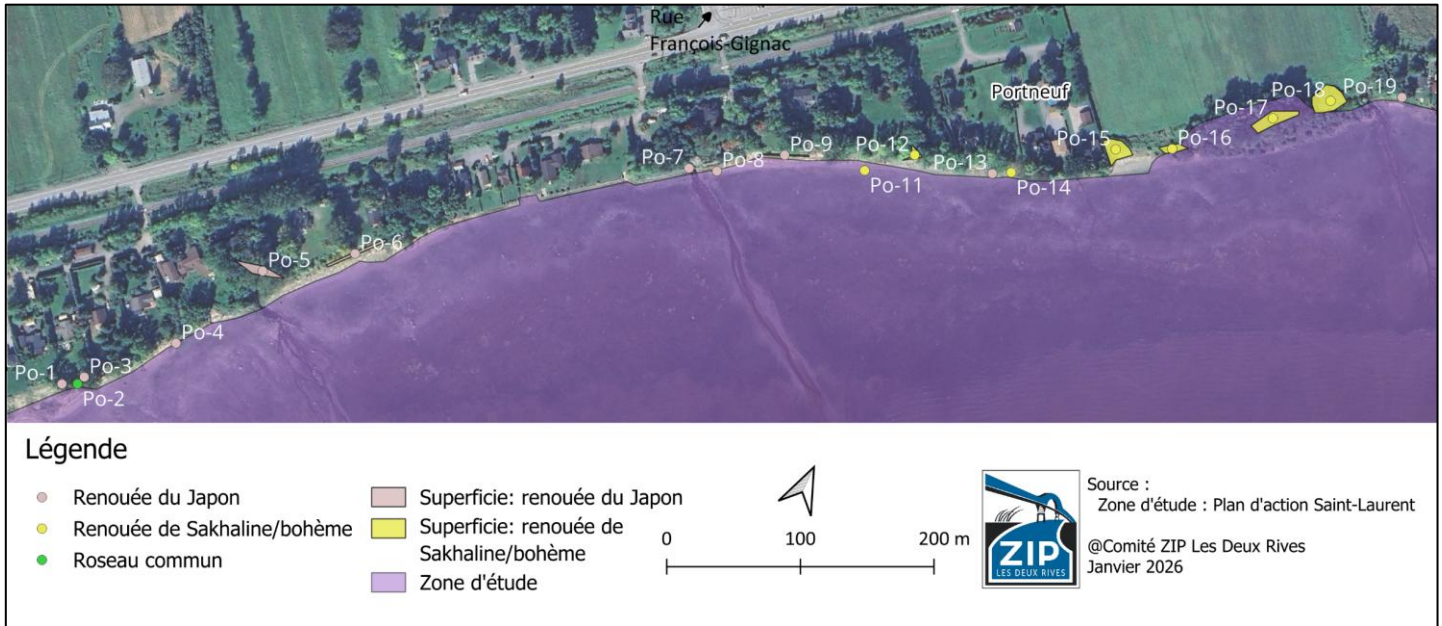 Rue
François-Gignac
Portneuf
Po-18
Po-19
Po-17
Po-15
Po-16
Po-12
Po-9
Po-7
Po-8
Po-13
Po-11
Po-14
Po-6
Po-5
Po-4
Po-3
Po-1
Po-2
Légende
Renouée du Japon
Renouée de Sakhaline/bohème
Roseau commun
Superficie: renouée du Japon
Superficie: renouée de
Sakhaline/bohème
Zone d'étude
0 100 200 m
ZIP
LES DEUX RIVES
Source :
Zone d'étude : Plan d'action Saint-Laurent
@Comité ZIP Les Deux Rives
Janvier 2026